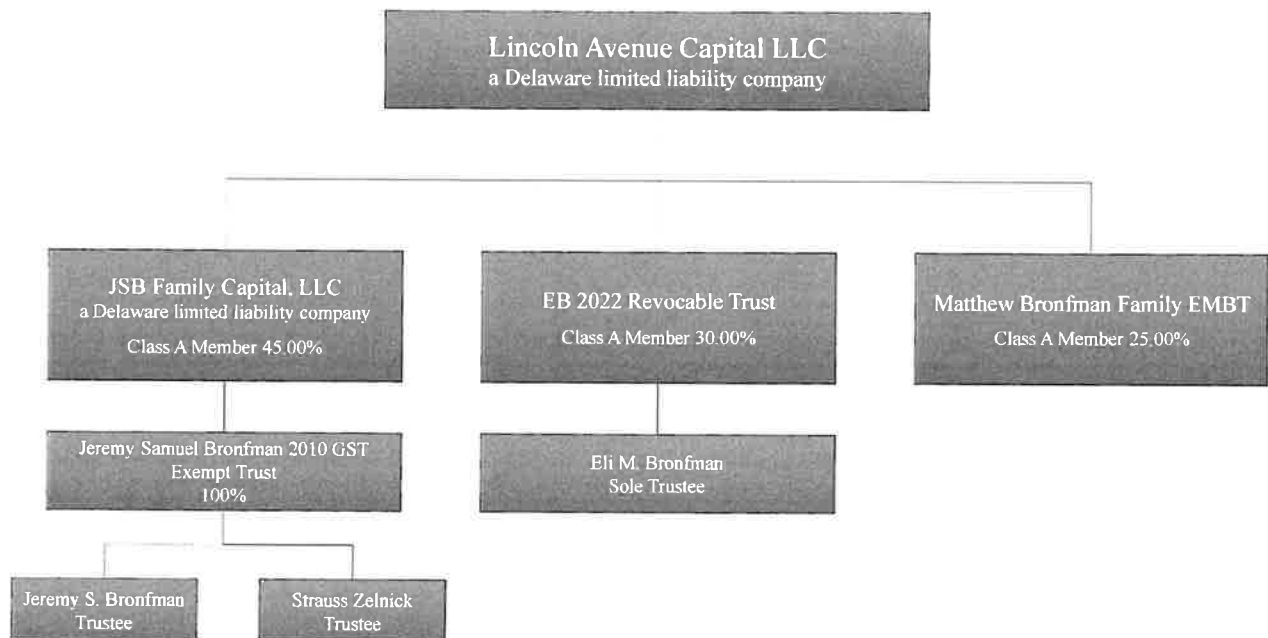 Lincoln Avenue Capital LLC
a Delaware limited liability company
JSB Family Capital, LLC
a Delaware limited liability company
Class A Member 45.00%
EB 2022 Revocable Trust
Class A Member 30.00%
Matthew Bronfman Family EMBT
Class A Member 25.00%
Jeremy Samuel Bronfman 2010 GST
Exempt Trust
100%
Eli M. Bronfman
Sole Trustee
Jeremy S. Bronfman
Trustee
Strauss Zelnick
Trustee